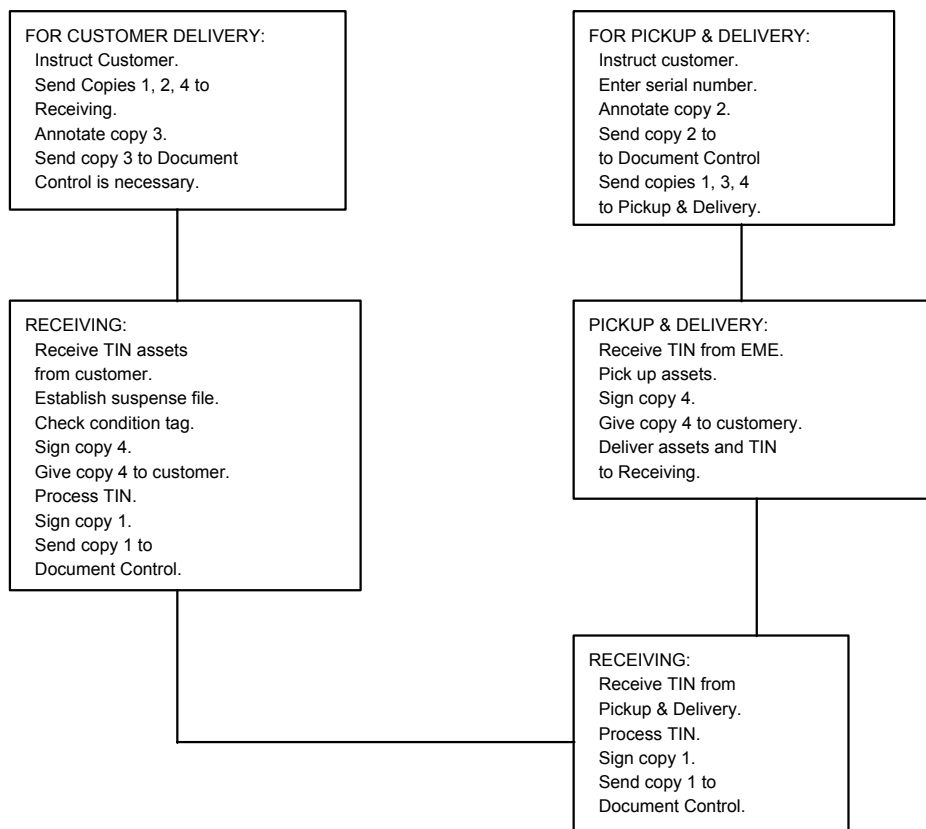 FOR CUSTOMER DELIVERY:
Instruct Customer.
Send Copies 1, 2, 4 to
Receiving.
Annotate copy 3.
Send copy 3 to Document
Control is necessary.
FOR PICKUP & DELIVERY:
Instruct customer.
Enter serial number.
Annotate copy 2.
Send copy 2 to
to Document Control
Send copies 1, 3, 4
to Pickup & Delivery.
RECEIVING:
Receive TIN assets
from customer.
Establish suspense file.
Check condition tag.
Sign copy 4.
Give copy 4 to customer.
Process TIN.
Sign copy 1.
Send copy 1 to
Document Control.
PICKUP & DELIVERY:
Receive TIN from EME.
Pick up assets.
Sign copy 4.
Give copy 4 to customery.
Deliver assets and TIN
to Receiving.
RECEIVING:
Receive TIN from
Pickup & Delivery.
Process TIN.
Sign copy 1.
Send copy 1 to
Document Control.